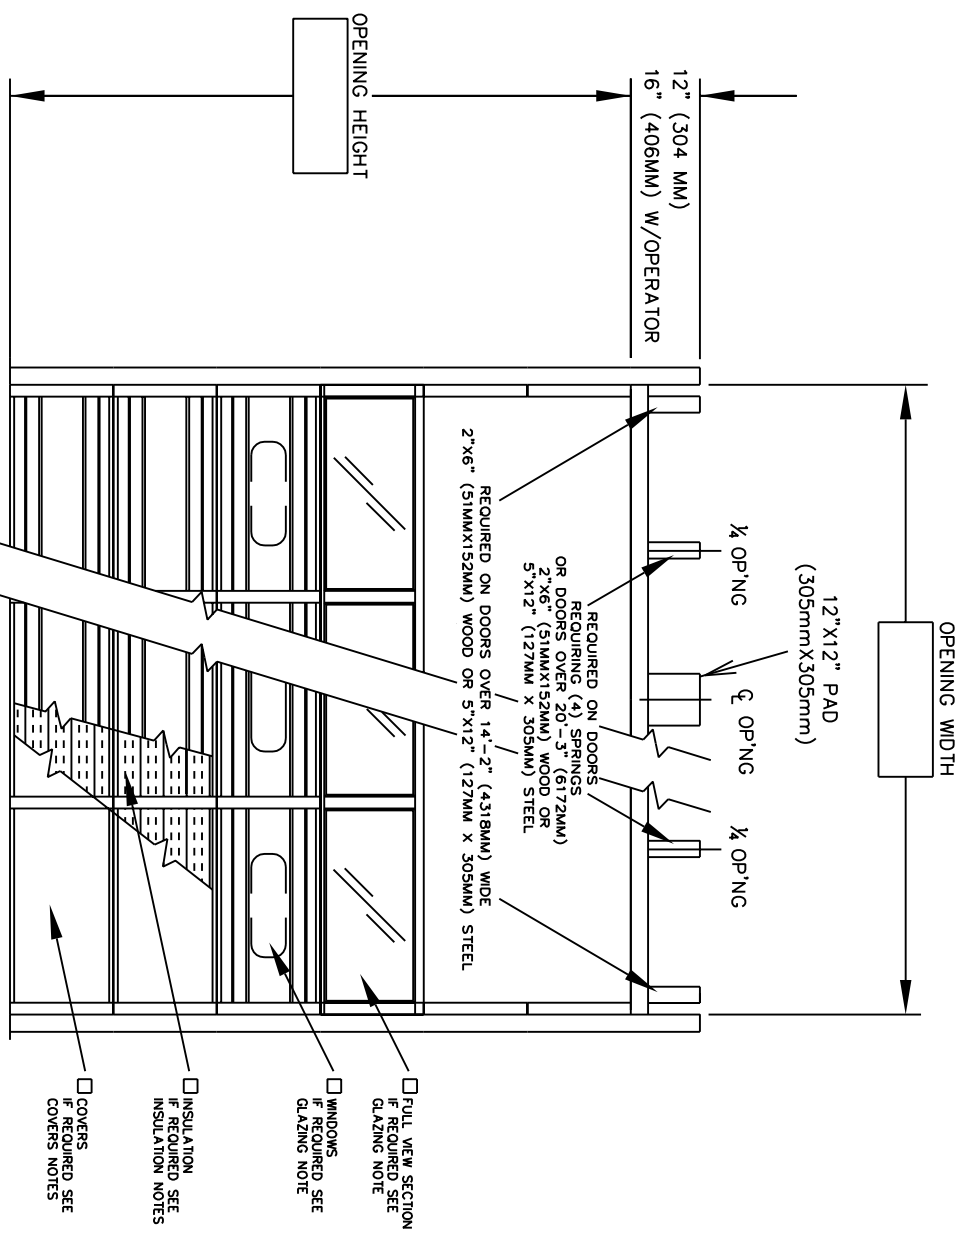 OPENING WIDTH
12"X12" PAD
(305mmX305mm)
¼ OP'NG
℄ OP'NG
¼ OP'NG
12" (304 MM)
16" (406MM) W/OPERATOR
REQUIRED ON DOORS
REQUIRING (4) SPRINGS
OR DOORS OVER 20'-3" (6172MM)
2"X6" (51MMX152MM) WOOD OR
5"X12" (127MM X 305MM) STEEL
REQUIRED ON DOORS OVER 14'-2" (4318MM) WIDE
2"X6" (51MMX152MM) WOOD OR 5"X12" (127MM X 305MM) STEEL
OPENING HEIGHT
FULL VIEW SECTION
IF REQUIRED SEE
GLAZING NOTE
WINDOWS
IF REQUIRED SEE
GLAZING NOTE
INSULATION
IF REQUIRED SEE
INSULATION NOTES
COVERS
IF REQUIRED SEE
COVERS NOTES